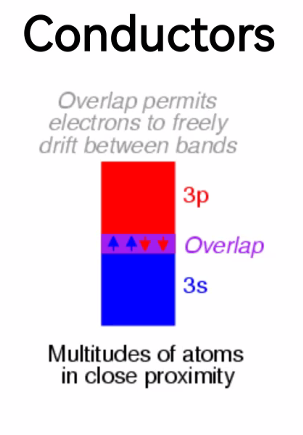 Conductors
Overlap permits
electrons to freely
drift between bands
3p
Overlap
3s
Multitudes of atoms
in close proximity